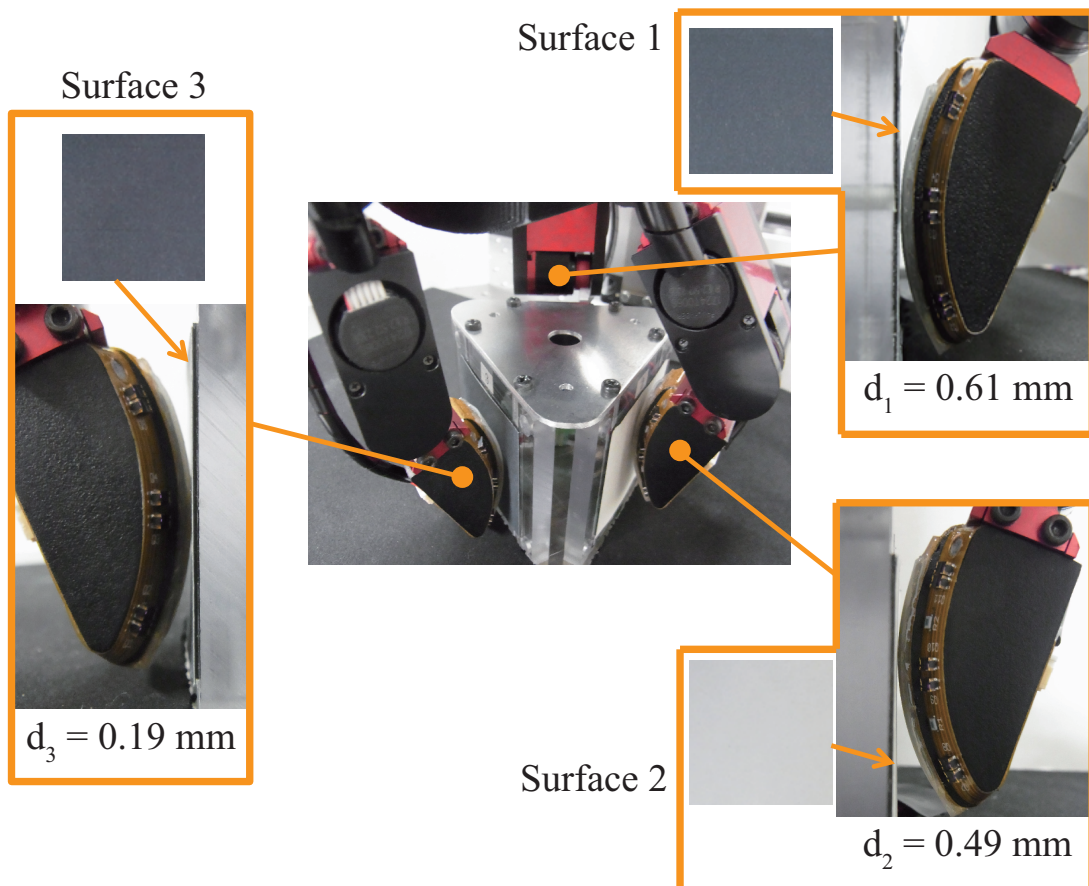 Surface 1
Surface 3
d₁ = 0.61 mm
d₃ = 0.19 mm
Surface 2
d₂ = 0.49 mm